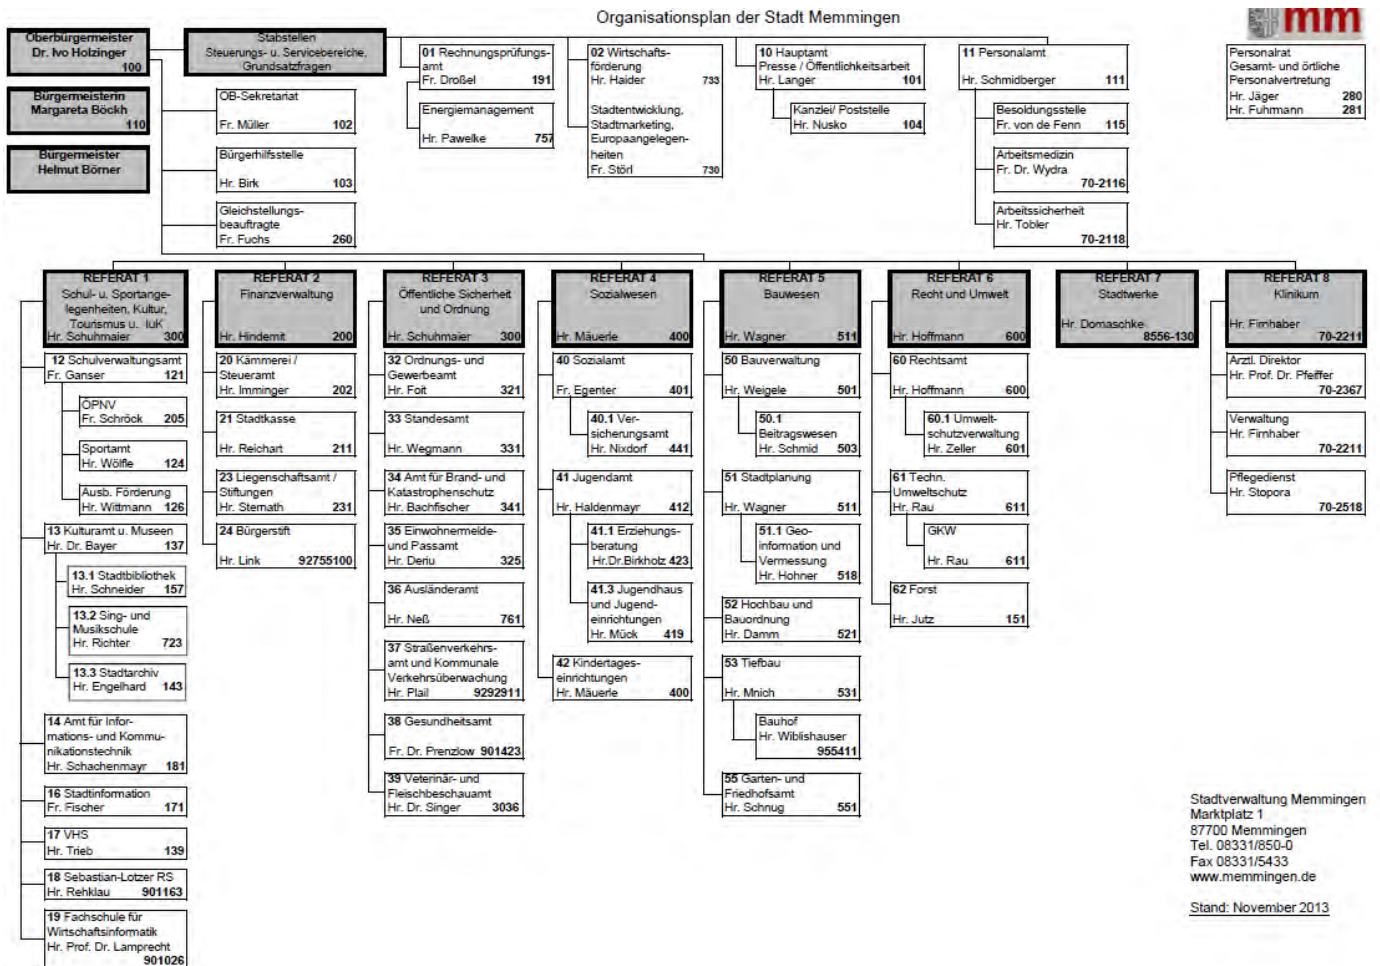 Organisationsplan der Stadt Memmingen
mm
Oberbürgermeister
Dr. Ivo Holzinger
100
Bürgermeisterin
Margareta Böckh
110
Bürgermeister
Helmut Börner
Stabstellen
Steuerungs- u. Servicebereiche,
Grundsatzfragen
OB-Sekretariat
Fr. Müller 102
Bürgerhilfsstelle
Hr. Birk 103
Gleichstellungs-
beauftragte
Fr. Fuchs 260
01 Rechnungsprüfungs-
amt
Fr. Droßel 191
Energiemanagement
Hr. Pawelke 757
02 Wirtschafts-
förderung
Hr. Haider 733
Stadtentwicklung,
Stadtmarketing,
Europaangelegen-
heiten
Fr. Störl 730
10 Hauptamt
Presse / Öffentlichkeitsarbeit
Hr. Langer 101
Kanzlei/ Poststelle
Hr. Nusko 104
11 Personalamt
Hr. Schmidberger 111
Besoldungsstelle
Fr. von de Fenn 115
Arbeitsmedizin
Fr. Dr. Wydra
70-2116
Arbeitssicherheit
Hr. Tobler
70-2118
Personalrat
Gesamt- und örtliche
Personalvertretung
Hr. Jäger 280
Hr. Fuhrmann 281
REFERAT 1
Schul- u. Sportange-
legenheiten, Kultur,
Tourismus u. IuK
Hr. Schuhmaier 300
12 Schulverwaltungsamt
Fr. Ganser 121
ÖPNV
Fr. Schröck 205
Sportamt
Hr. Wölfle 124
Ausb. Förderung
Hr. Wittmann 126
13 Kulturamt u. Museen
Hr. Dr. Bayer 137
13.1 Stadtbibliothek
Hr. Schneider 157
13.2 Sing- und
Musikschule
Hr. Richter 723
13.3 Stadtarchiv
Hr. Engelhard 143
14 Amt für Infor-
mations- und Kommu-
nikationstechnik
Hr. Schachenmayr 181
16 Stadtinformation
Fr. Fischer 171
17 VHS
Hr. Trieb 139
18 Sebastian-Lotzer RS
Hr. Rehklau 901163
19 Fachschule für
Wirtschaftsinformatik
Hr. Prof. Dr. Lamprecht
901026
REFERAT 2
Finanzverwaltung
Hr. Hindemit 200
20 Kämmerei /
Steueramt
Hr. Imminger 202
21 Stadtkasse
Hr. Reichart 211
23 Liegenschaftsamt /
Stiftungen
Hr. Sternath 231
24 Bürgerstift
Hr. Link 92755100
REFERAT 3
Öffentliche Sicherheit
und Ordnung
Hr. Schuhmaier 300
32 Ordnungs- und
Gewerbeamt
Hr. Foit 321
33 Standesamt
Hr. Wegmann 331
34 Amt für Brand- und
Katastrophenschutz
Hr. Bachfischer 341
35 Einwohnermelde-
und Passamt
Hr. Deriu 325
36 Ausländeramt
Hr. Neß 761
37 Straßenverkehrs-
amt und Kommunale
Verkehrsüberwachung
Hr. Plail 9292911
38 Gesundheitsamt
Fr. Dr. Prenzlow 901423
39 Veterinär- und
Fleischbeschauamt
Hr. Dr. Singer 3036
REFERAT 4
Sozialwesen
Hr. Mäuerle 400
40 Sozialamt
Fr. Egenter 401
40.1 Ver-
sicherungsamt
Hr. Nixdorf 441
41 Jugendamt
Hr. Haldenmayr 412
41.1 Erziehungs-
beratung
Hr.Dr.Birkholz 423
41.3 Jugendhaus
und Jugend-
einrichtungen
Hr. Mück 419
42 Kindertages-
einrichtungen
Hr. Mäuerle 400
REFERAT 5
Bauwesen
Hr. Wagner 511
50 Bauverwaltung
Hr. Weigele 501
50.1
Beitragswesen
Hr. Schmid 503
51 Stadtplanung
Hr. Wagner 511
51.1 Geo-
information und
Vermessung
Hr. Hohner 518
52 Hochbau und
Bauordnung
Hr. Damm 521
53 Tiefbau
Hr. Mnich 531
Bauhof
Hr. Wiblishauser
955411
55 Garten- und
Friedhofsamt
Hr. Schnug 551
REFERAT 6
Recht und Umwelt
Hr. Hoffmann 600
60 Rechtsamt
Hr. Hoffmann 600
60.1 Umwelt-
schutzverwaltung
Hr. Zeller 601
61 Techn.
Umweltschutz
Hr. Rau 611
GKW
Hr. Rau 611
62 Forst
Hr. Jutz 151
REFERAT 7
Stadtwerke
Hr. Domaschke
8556-130
REFERAT 8
Klinikum
Hr. Firnhaber
70-2211
Ärztl. Direktor
Hr. Prof. Dr. Pfeiffer
70-2367
Verwaltung
Hr. Firnhaber
70-2211
Pflegedienst
Hr. Stopora
70-2518
Stadtverwaltung Memmingen
Marktplatz 1
87700 Memmingen
Tel. 08331/850-0
Fax 08331/5433
www.memmingen.de
Stand: November 2013